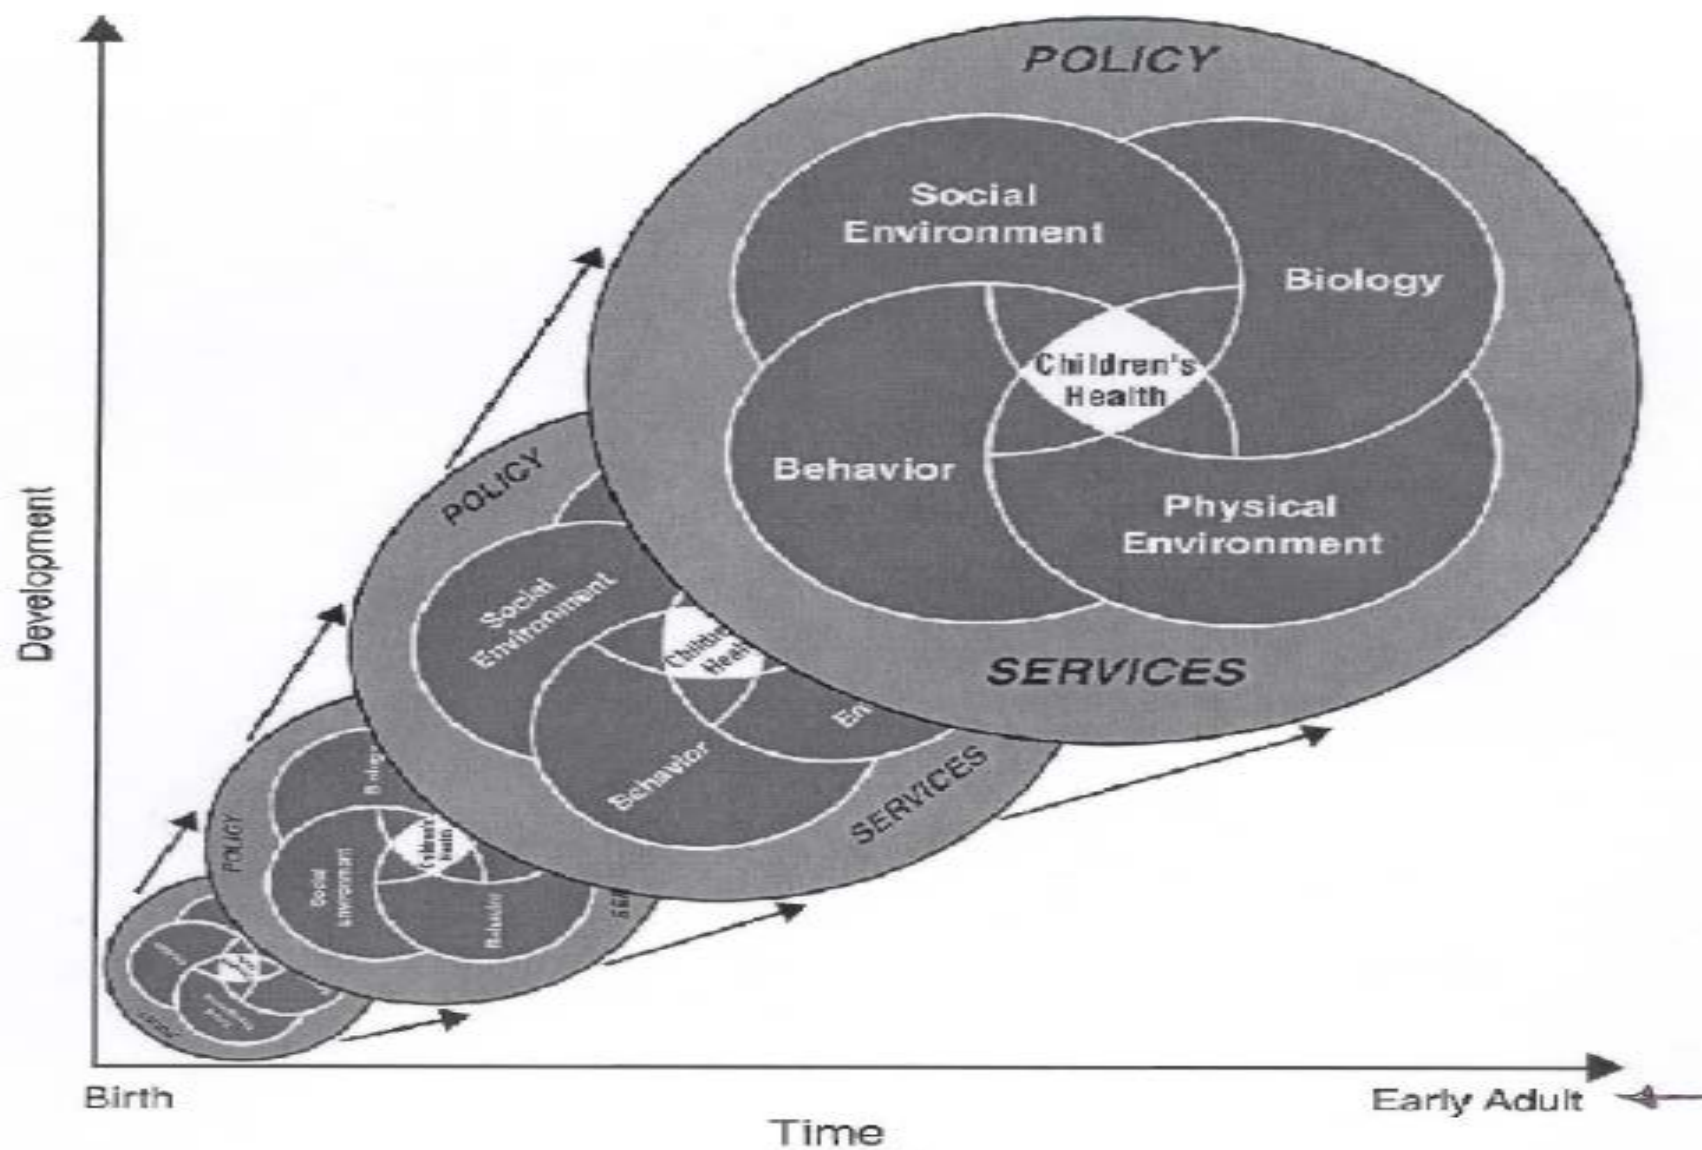 POLICY
Social
Environment
Biology
Children's
Health
Behavior
Physical
Environment
SERVICES
POLICY
Social
Environment
Behavior
SERVICES
POLICY
Social
Environment
Behavior
Development
Birth
Early Adult
Time